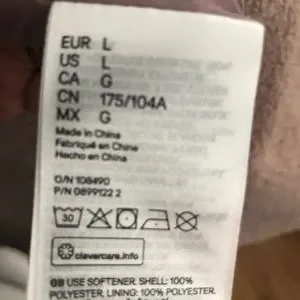 EUR L
US L
CA G
CN 175/104A
MX G
Made in China
Fabriqué en China
Hecho en China
O/N 106490
P/N 0899122 2
30
clevercare.info
GB USE SOFTENER. SHELL: 100%
POLYESTER. LINING: 100% POLYESTER.